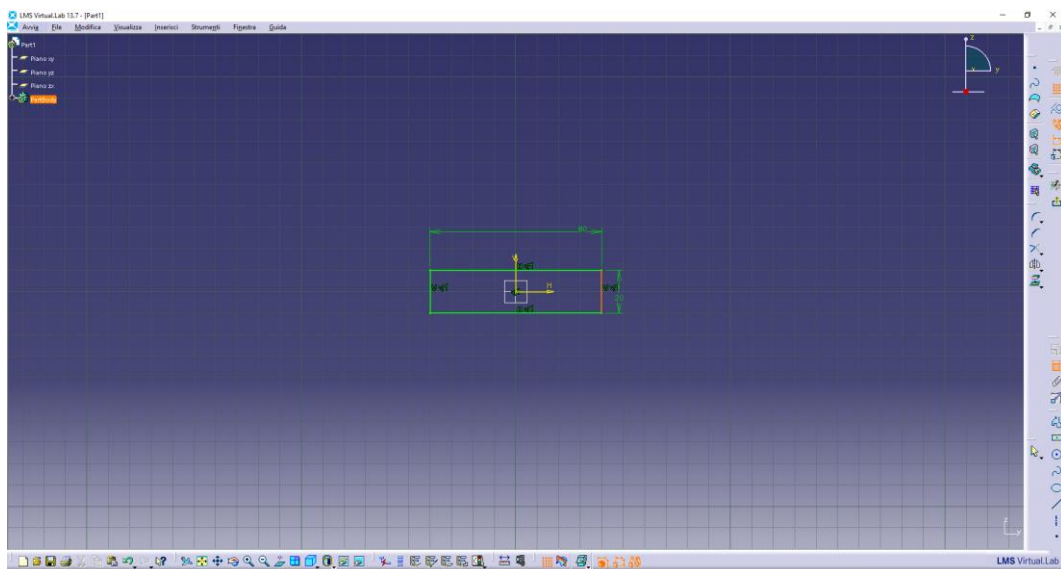 LMS Virtual.Lab 13.7 - [Part1]
Avvio File Modifica Visualizza Inserisci Strumenti Finestra Guida
Part1
Piano xy
Piano yz
Piano zx
PartBody
z
x y
80
V
H
V
H
V
20
H
z
y
LMS Virtual.Lab